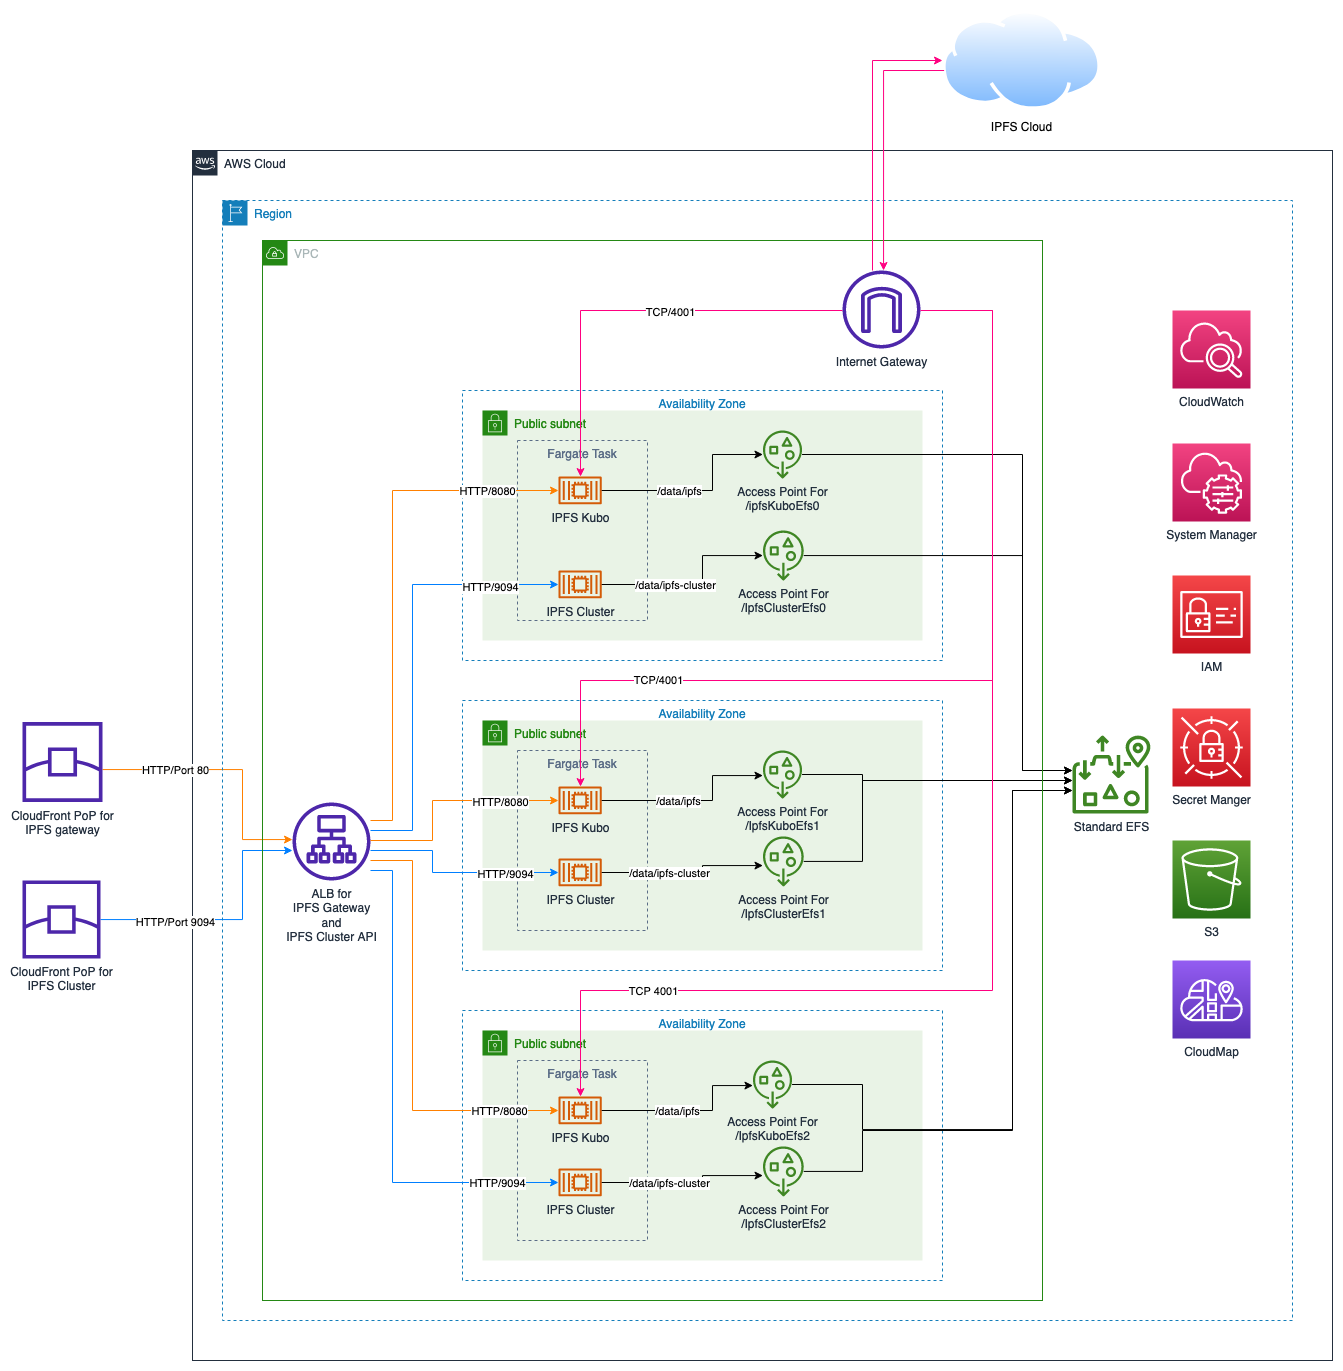 IPFS Cloud
aws
AWS Cloud
Region
VPC
TCP/4001
Internet Gateway
Availability Zone
Public subnet
Fargate Task
HTTP/8080
IPFS Kubo
/data/ipfs
Access Point For
/ipfsKuboEfs0
HTTP/9094
IPFS Cluster
/data/ipfs-cluster
Access Point For
/IpfsClusterEfs0
TCP/4001
Availability Zone
Public subnet
Fargate Task
HTTP/8080
IPFS Kubo
/data/ipfs
Access Point For
/IpfsKuboEfs1
HTTP/9094
IPFS Cluster
/data/ipfs-cluster
Access Point For
/IpfsClusterEfs1
TCP 4001
Availability Zone
Public subnet
Fargate Task
HTTP/8080
IPFS Kubo
/data/ipfs
Access Point For
/IpfsKuboEfs2
HTTP/9094
IPFS Cluster
/data/ipfs-cluster
Access Point For
/IpfsClusterEfs2
HTTP/Port 80
CloudFront PoP for
IPFS gateway
HTTP/Port 9094
CloudFront PoP for
IPFS Cluster
ALB for
IPFS Gateway
and
IPFS Cluster API
Standard EFS
CloudWatch
System Manager
IAM
Secret Manger
S3
CloudMap